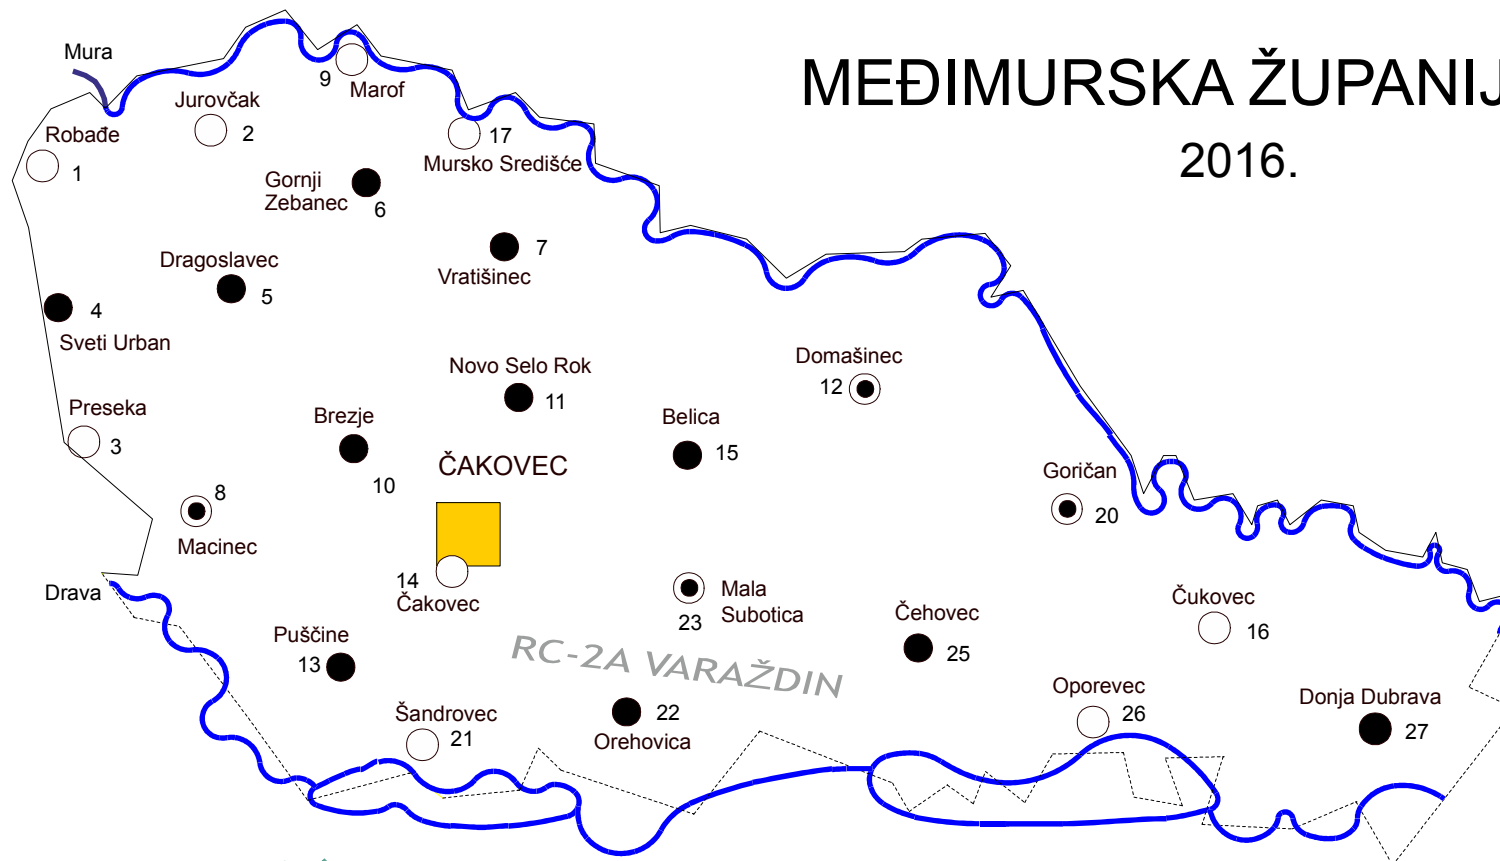 MEĐIMURSKA ŽUPANIJ
2016.
Mura
9
Marof
Jurovčak
2
Robađe
1
17
Mursko Središće
Gornji
Zebanec
6
7
Vratišinec
Dragoslavec
5
4
Sveti Urban
Novo Selo Rok
11
Domašinec
12
Preseka
3
Brezje
10
Belica
15
ČAKOVEC
Goričan
20
8
Macinec
14
Čakovec
Drava
Mala
Subotica
23
Čehovec
25
Čukovec
16
Puščine
13
RC-2A VARAŽDIN
Oporevec
26
Donja Dubrava
27
Šandrovec
21
22
Orehovica